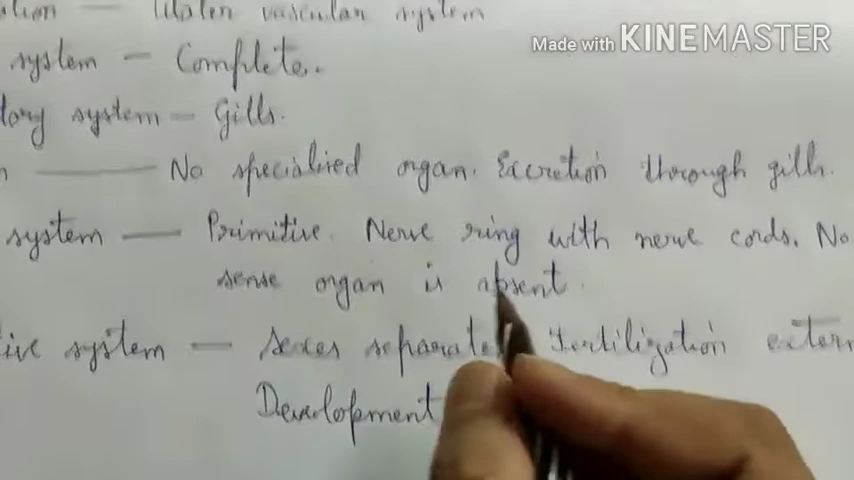 Water vascular system
Made with KINEMASTER
system — Complete.
system — Gills.
— No specialised organ. Excretion through gills.
system — Primitive. Nerve ring with nerve cords. No
sense organ is absent.
system — Sexes separate. Fertilization extern
Development